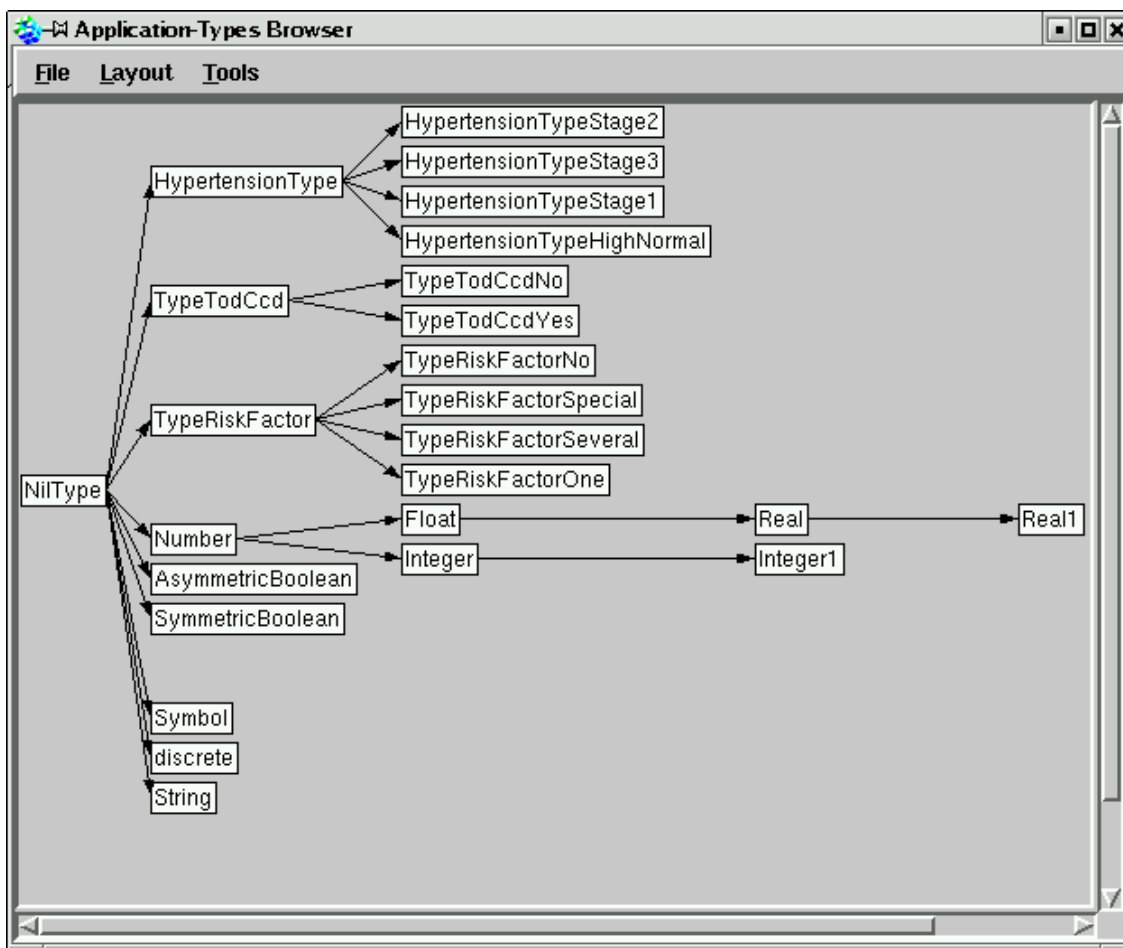 Application-Types Browser
File Layout Tools
HypertensionTypeStage2
HypertensionTypeStage3
HypertensionType
HypertensionTypeStage1
HypertensionTypeHighNormal
TypeTodCcdNo
TypeTodCcd
TypeTodCcdYes
TypeRiskFactorNo
TypeRiskFactorSpecial
TypeRiskFactor
TypeRiskFactorSeveral
TypeRiskFactorOne
NilType
Float Real Real1
Number
Integer Integer1
AsymmetricBoolean
SymmetricBoolean
Symbol
discrete
String